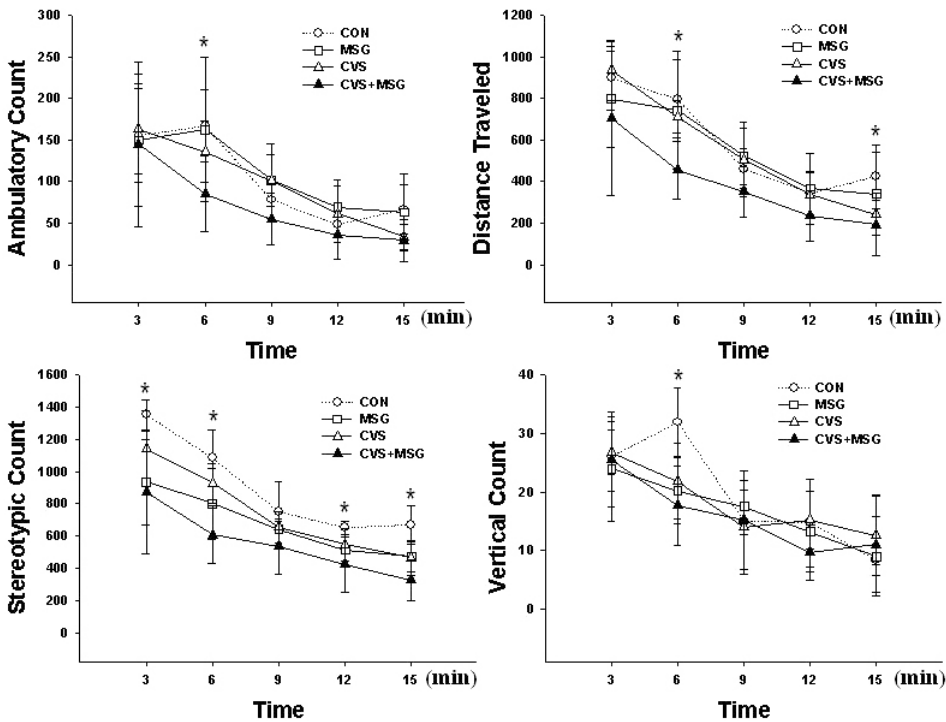 300
250
200
150
100
50
0
Ambulatory Count
*
CON
MSG
CVS
CVS+MSG
3 6 9 12 15 (min)
Time
1200
1000
800
600
400
200
0
Distance Traveled
* *
CON
MSG
CVS
CVS+MSG
3 6 9 12 15 (min)
Time
1600
1400
1200
1000
800
600
400
200
0
Stereotypic Count
* * * *
CON
MSG
CVS
CVS+MSG
3 6 9 12 15 (min)
Time
40
30
20
10
0
Vertical Count
*
CON
MSG
CVS
CVS+MSG
3 6 9 12 15 (min)
Time